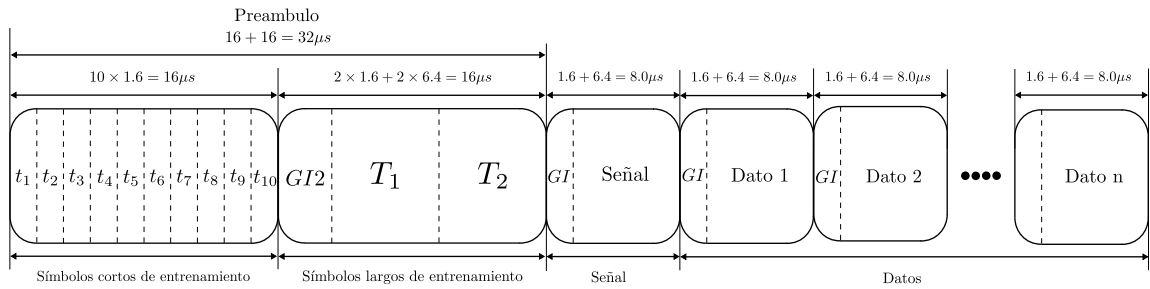 Preambulo
16 + 16 = 32μs
10 × 1.6 = 16μs
2 × 1.6 + 2 × 6.4 = 16μs
1.6 + 6.4 = 8.0μs
1.6 + 6.4 = 8.0μs
1.6 + 6.4 = 8.0μs
1.6 + 6.4 = 8.0μs
t1 t2 t3 t4 t5 t6 t7 t8 t9 t10
GI2 T1 T2
GI Señal
GI Dato 1
GI Dato 2
Dato n
Símbolos cortos de entrenamiento
Símbolos largos de entrenamiento
Señal
Datos